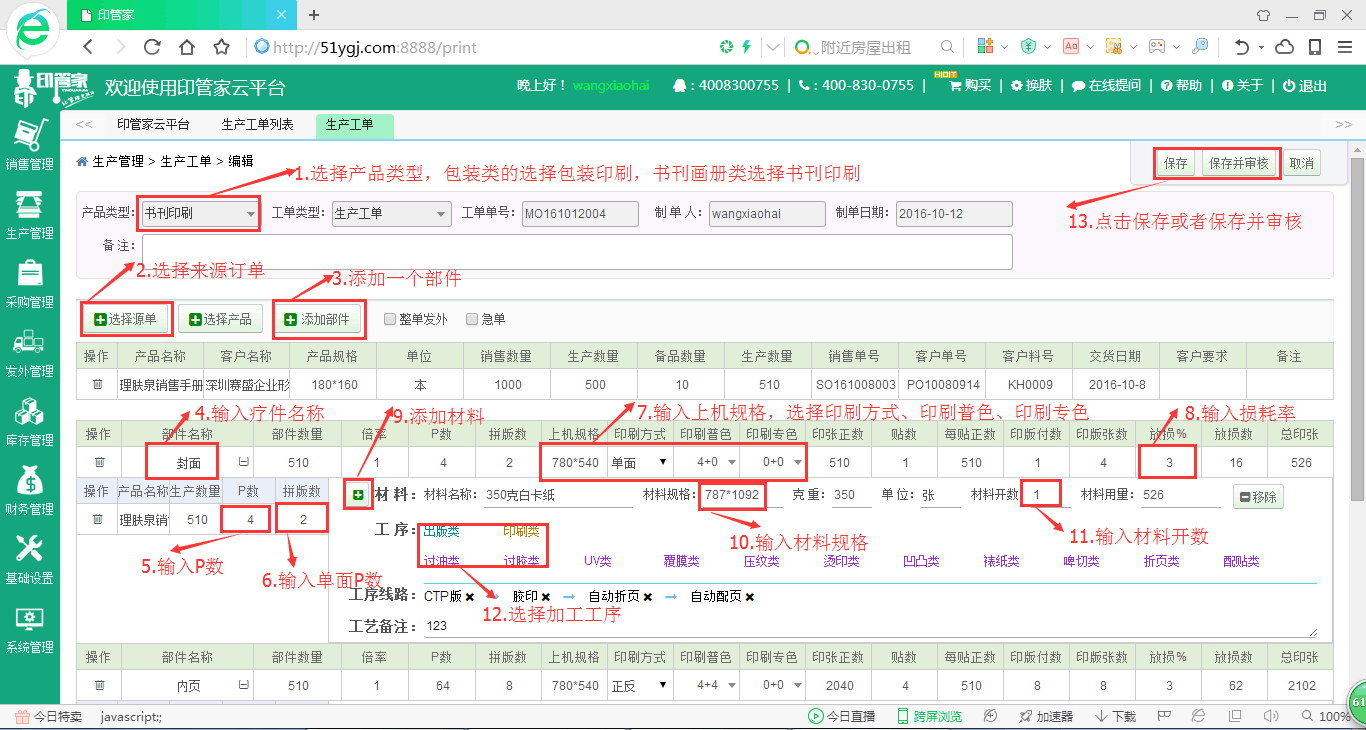 印管家
http://51ygj.com:8888/print
附近房屋出租
印管家 欢迎使用印管家云平台
晚上好！ wangxiaohai : 4008300755 | : 400-830-0755 | HOT! 购买 | 换肤 | 在线提问 | 帮助 | 关于 | 退出
<< 印管家云平台 生产工单列表 生产工单 >>
销售管理
生产管理
采购管理
发外管理
库存管理
财务管理
基础设置
系统管理
生产管理 > 生产工单 > 编辑
保存 保存并审核 取消
1.选择产品类型，包装类的选择包装印刷，书刊画册类选择书刊印刷
产品类型: 书刊印刷 工单类型: 生产工单 工单单号: MO161012004 制 单 人: wangxiaohai 制单日期: 2016-10-12
13.点击保存或者保存并审核
备 注:
2.选择来源订单
3.添加一个部件
选择源单 选择产品 添加部件 整单发外 急单
操作 产品名称 客户名称 产品规格 单位 销售数量 生产数量 备品数量 生产数量 销售单号 客户单号 客户料号 交货日期 客户要求 备注
理肤泉销售手册 深圳赛盛企业形 180*160 本 1000 500 10 510 SO161008003 PO10080914 KH0009 2016-10-8
4.输入疗件名称
9.添加材料
7.输入上机规格，选择印刷方式、印刷普色、印刷专色
8.输入损耗率
操作 部件名称 部件数量 倍率 P数 拼版数 上机规格 印刷方式 印刷普色 印刷专色 印张正数 贴数 每贴正数 印版付数 印版张数 放损% 放损数 总印张
封面 510 1 4 2 780*540 单面 4+0 0+0 510 1 510 1 4 3 16 526
操作 产品名称 生产数量 P数 拼版数
理肤泉销 510 4 2
材 料: 材料名称: 350克白卡纸 材料规格: 787*1092 克 重: 350 单 位: 张 材料开数 1 材料用量: 526 移除
工 序: 出版类 印刷类
过油类 过胶类 UV类 覆膜类 压纹类 烫印类 凹凸类 裱纸类 啤切类 折页类 配贴类
5.输入P数
6.输入单面P数
10.输入材料规格
11.输入材料开数
12.选择加工工序
工序线路: CTP版 → 胶印 → 自动折页 → 自动配页
工艺备注: 123
操作 部件名称 部件数量 倍率 P数 拼版数 上机规格 印刷方式 印刷普色 印刷专色 印张正数 贴数 每贴正数 印版付数 印版张数 放损% 放损数 总印张
内页 510 1 64 8 780*540 正反 4+4 0+0 2040 4 510 8 8 3 62 2102
61
今日特卖 javascript:; 今日直播 跨屏浏览 加速器 下载 100%